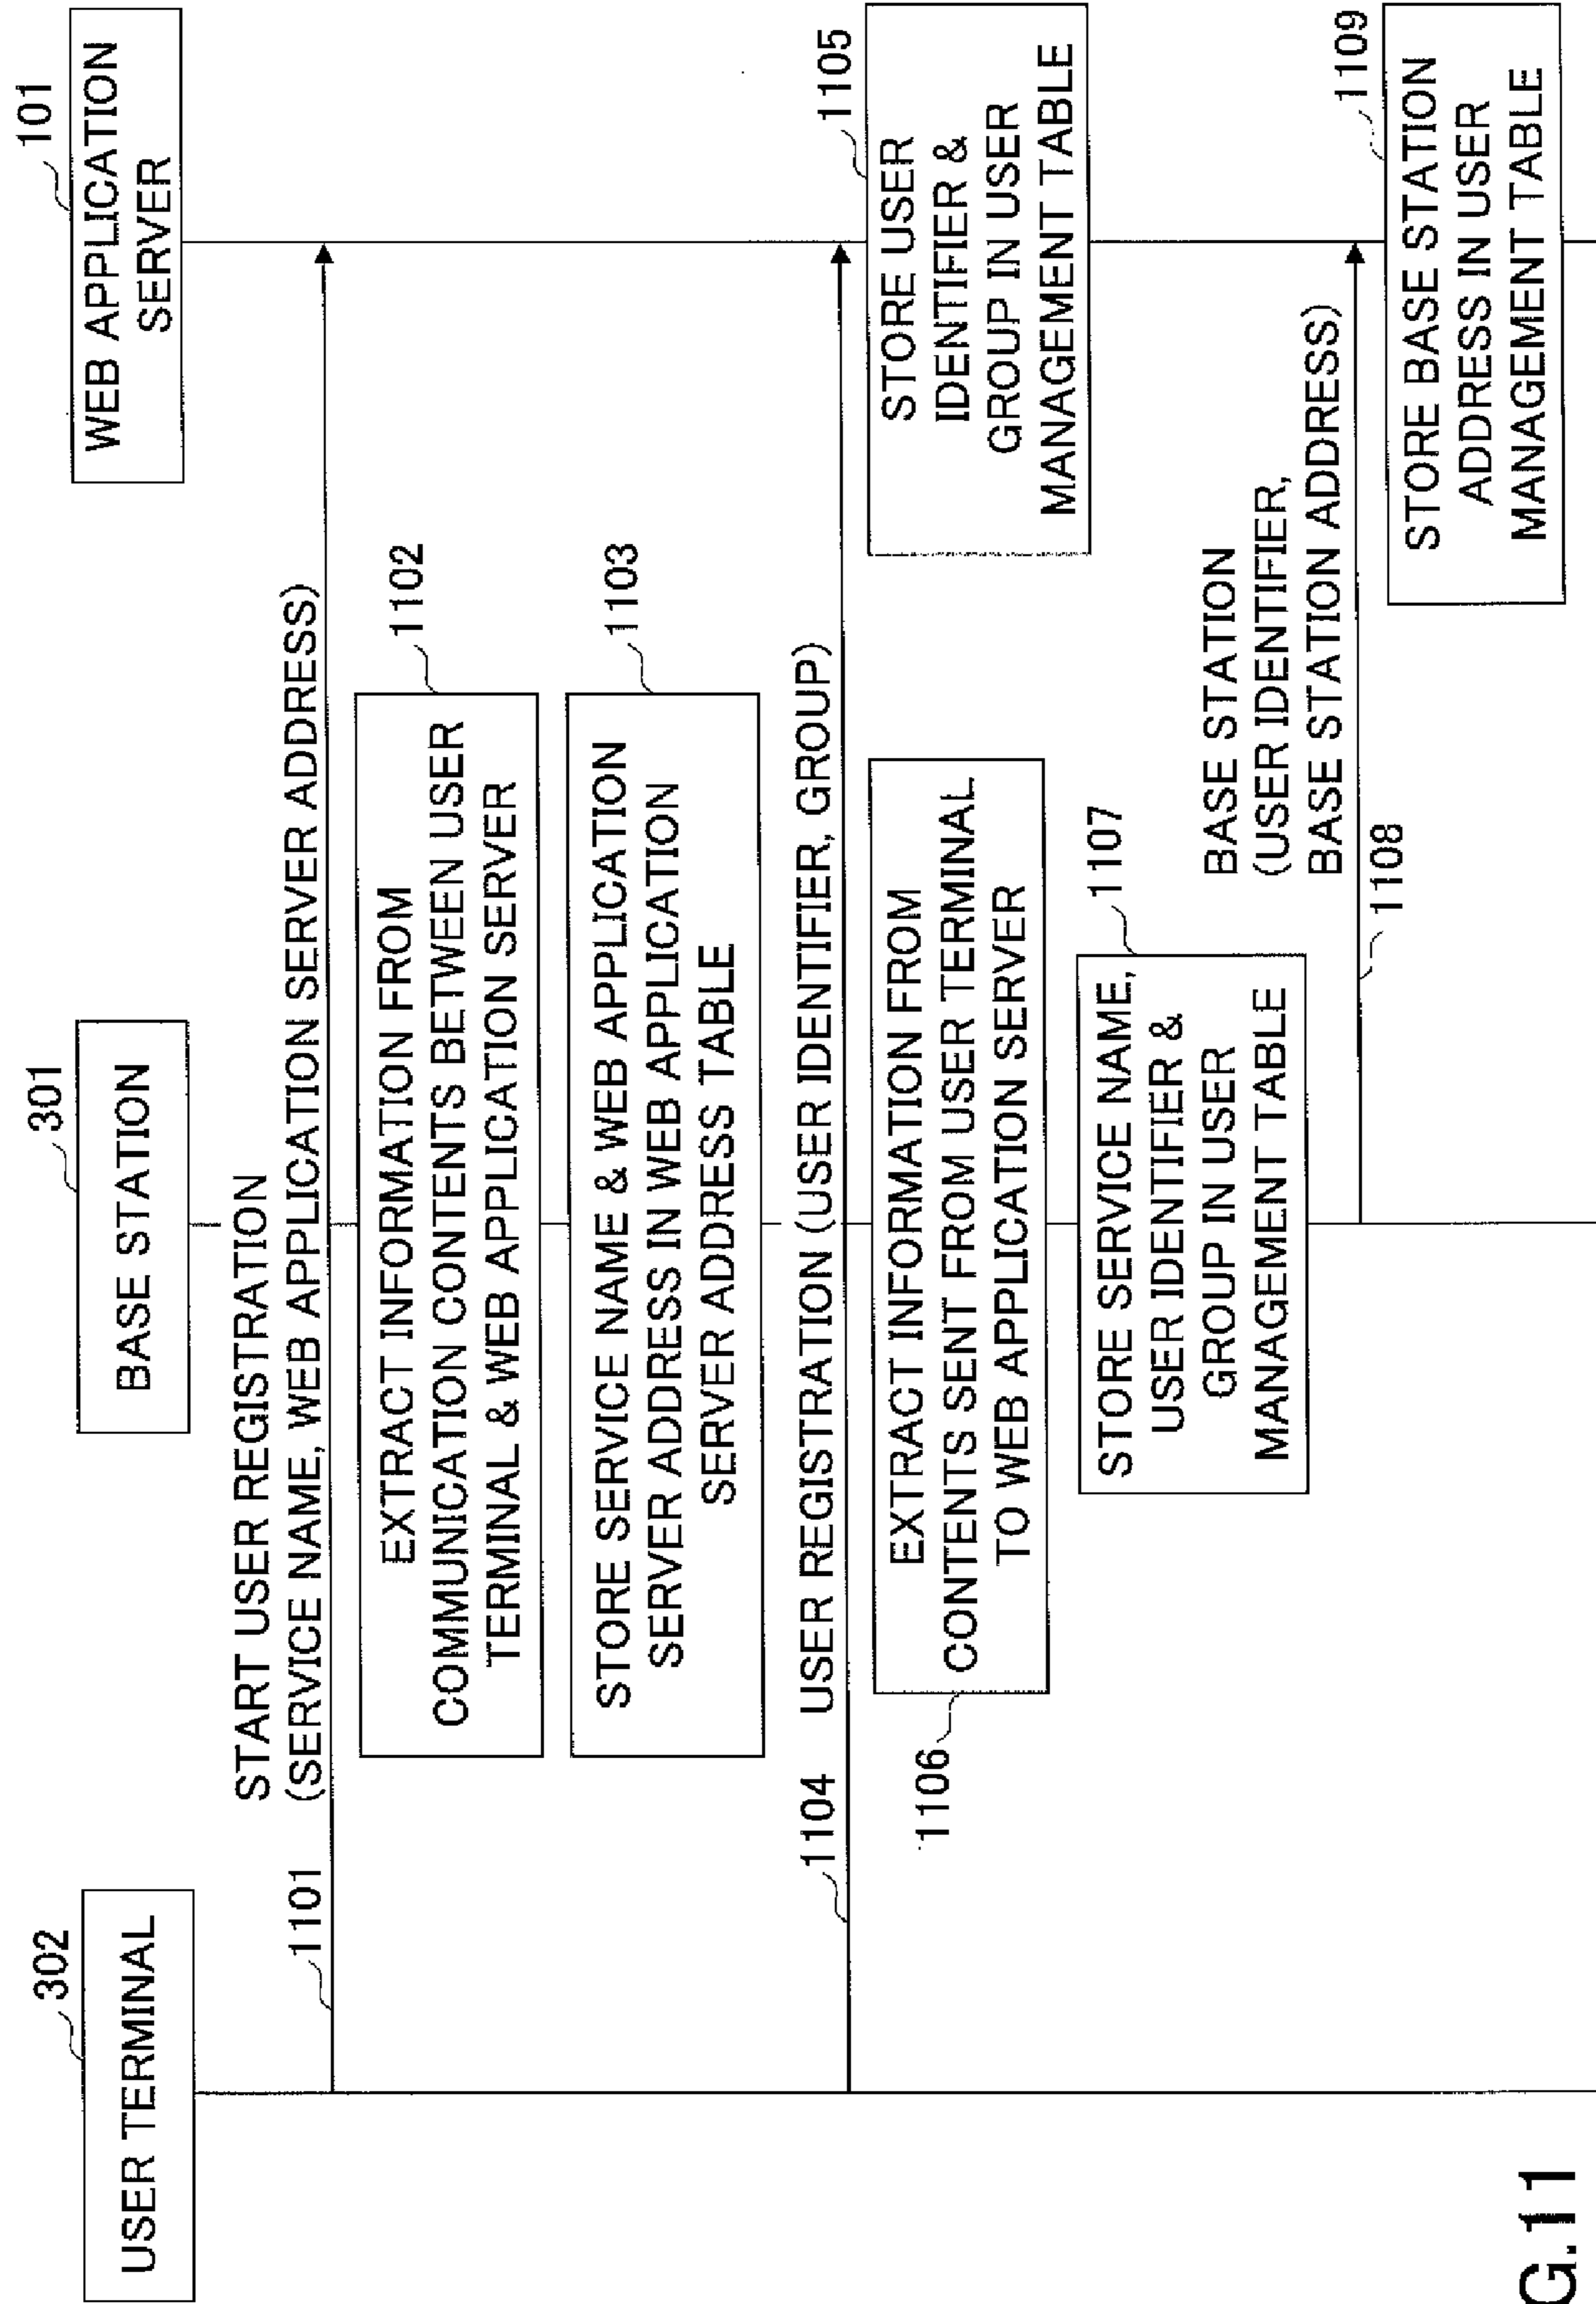 302
USER TERMINAL
301
BASE STATION
101
WEB APPLICATION
SERVER
START USER REGISTRATION
1101
(SERVICE NAME, WEB APPLICATION SERVER ADDRESS)
1102
EXTRACT INFORMATION FROM
COMMUNICATION CONTENTS BETWEEN USER
TERMINAL & WEB APPLICATION SERVER
1103
STORE SERVICE NAME & WEB APPLICATION
SERVER ADDRESS IN WEB APPLICATION
SERVER ADDRESS TABLE
1104
USER REGISTRATION (USER IDENTIFIER, GROUP)
1105
STORE USER
IDENTIFIER &
GROUP IN USER
MANAGEMENT TABLE
1106
EXTRACT INFORMATION FROM
CONTENTS SENT FROM USER TERMINAL
TO WEB APPLICATION SERVER
1107
STORE SERVICE NAME,
USER IDENTIFIER &
GROUP IN USER
MANAGEMENT TABLE
BASE STATION
(USER IDENTIFIER,
BASE STATION ADDRESS)
1108
1109
STORE BASE STATION
ADDRESS IN USER
MANAGEMENT TABLE
G.11